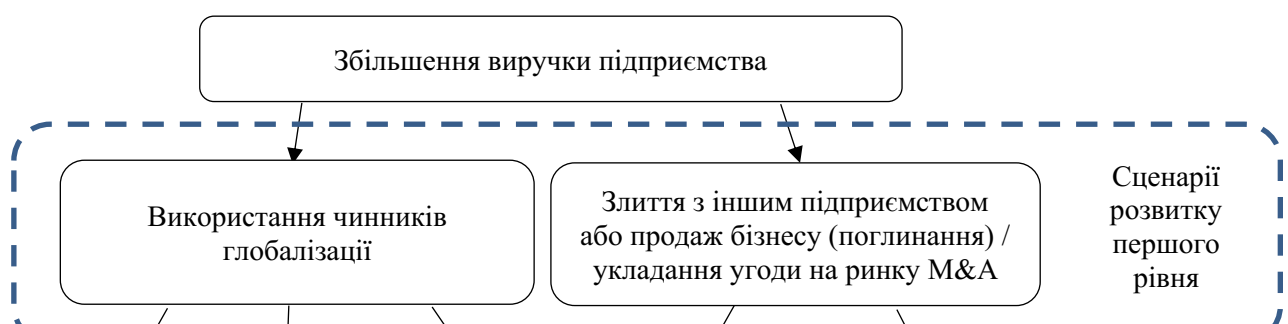 Збільшення виручки підприємства
Використання чинників
глобалізації
Злиття з іншим підприємством
або продаж бізнесу (поглинання) /
укладання угоди на ринку M&A
Сценарії
розвитку
першого
рівня